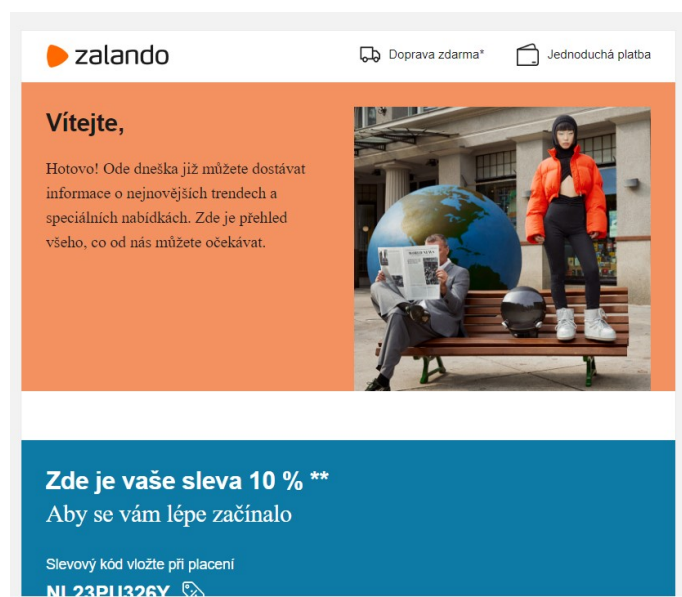 zalando
Doprava zdarma*
Jednoduchá platba
Vítejte,
Hotovo! Ode dneška již můžete dostávat
informace o nejnovějších trendech a
speciálních nabídkách. Zde je přehled
všeho, co od nás můžete očekávat.
Zde je vaše sleva 10 % **
Aby se vám lépe začínalo
Slevový kód vložte při placení
NL23PU326Y